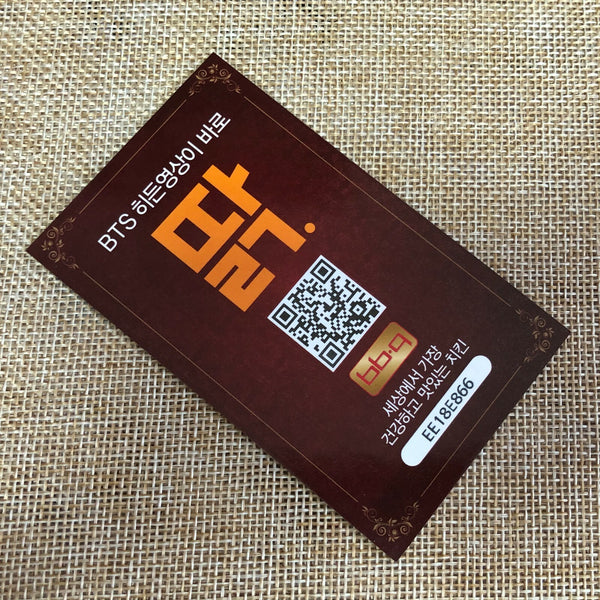 BTS 히든영상이 바로
딱.
bb.q
세상에서 가장
건강하고 맛있는 치킨
EE18E866